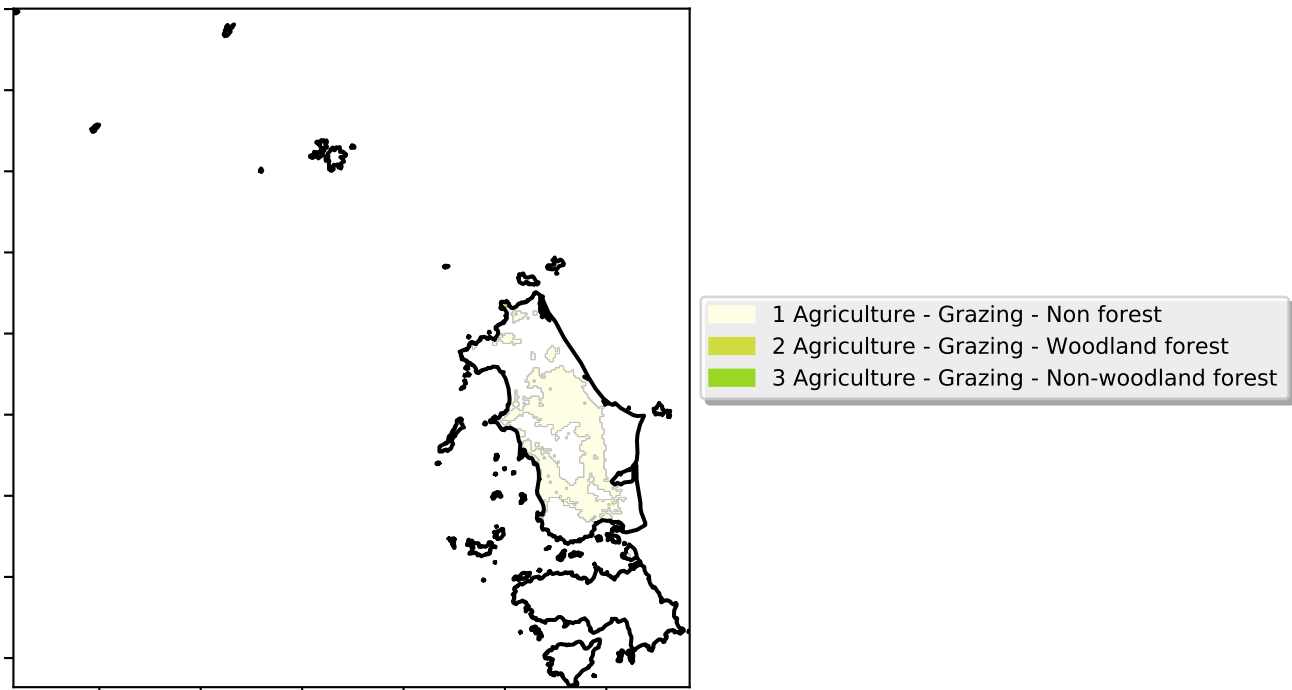 1 Agriculture - Grazing - Non forest
2 Agriculture - Grazing - Woodland forest
3 Agriculture - Grazing - Non-woodland forest